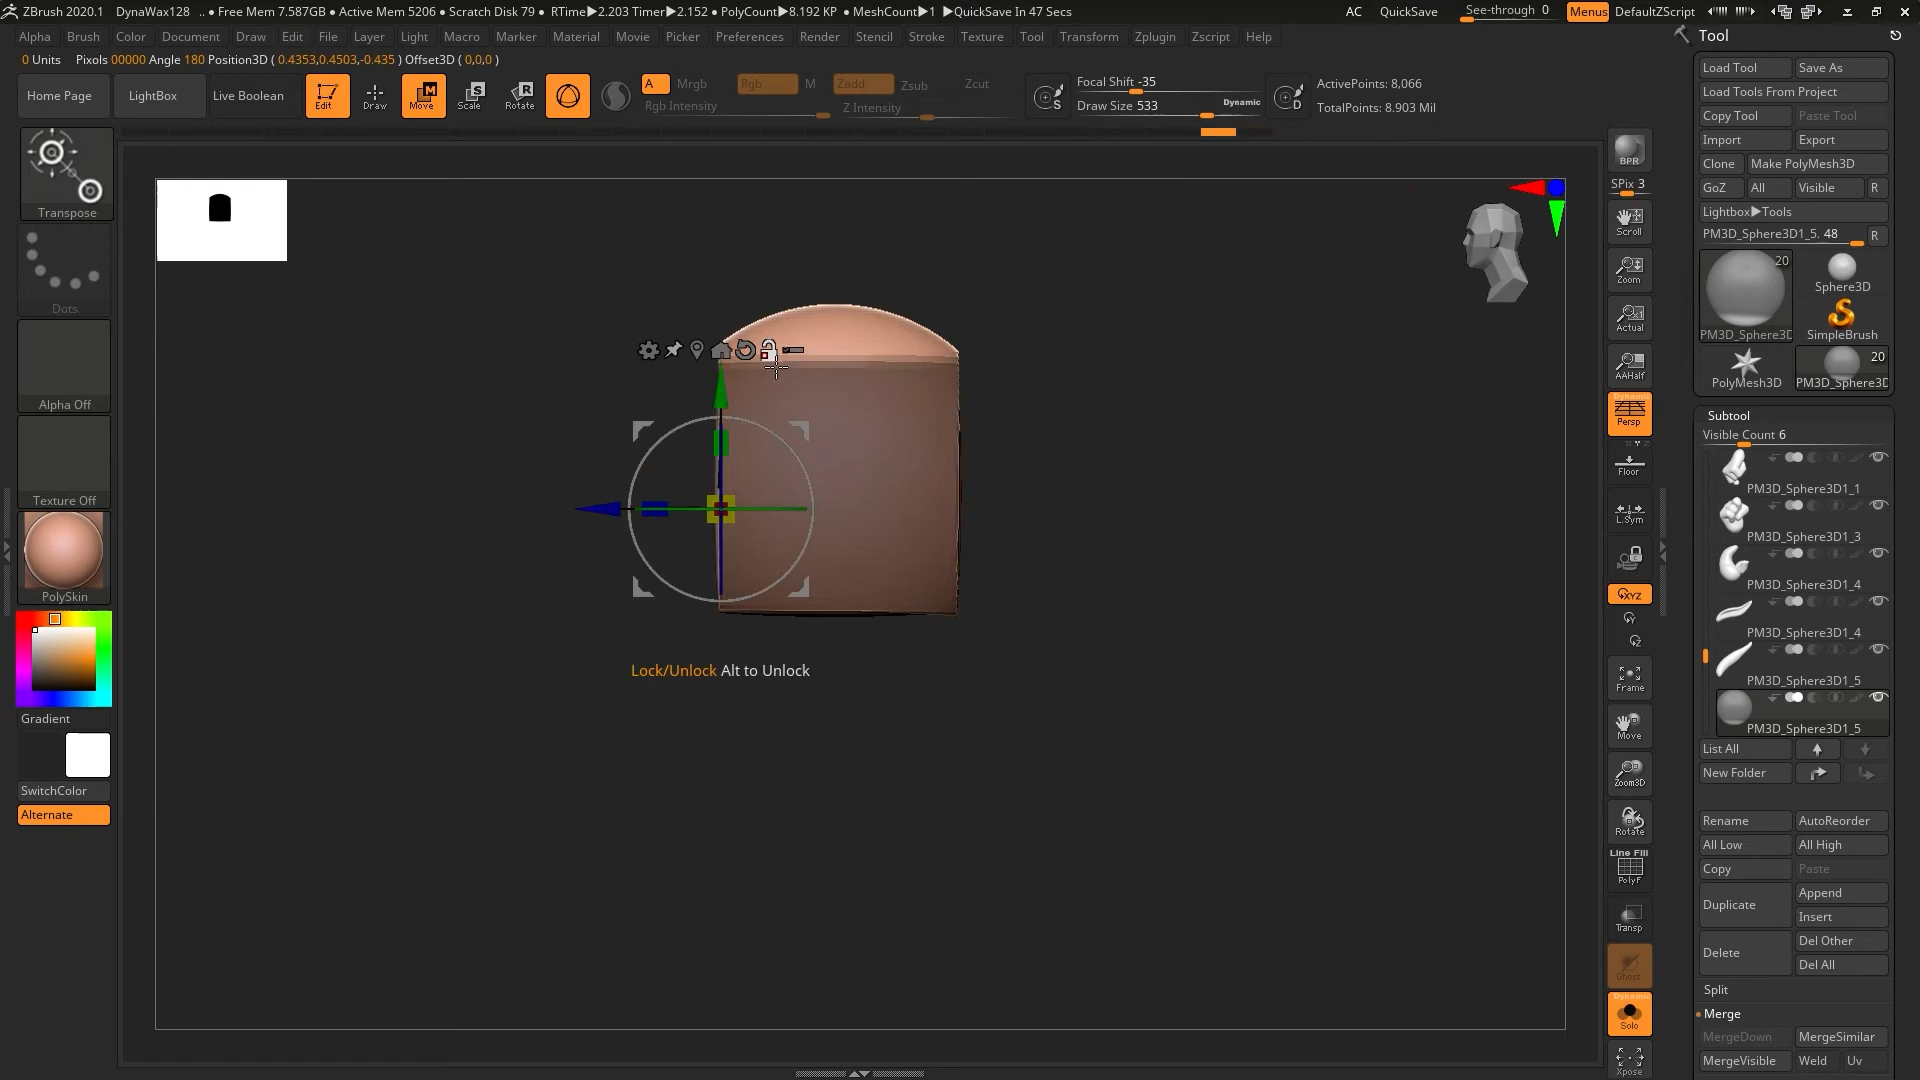 ZBrush 2020.1 DynaWax128 .. • Free Mem 7.587GB • Active Mem 5206 • Scratch Disk 79 • RTime▶2.203 Timer▶2.152 • PolyCount▶8.192 KP • MeshCount▶1 ▶QuickSave In 47 Secs AC QuickSave See-through 0 Menus DefaultZScript
Alpha Brush Color Document Draw Edit File Layer Light Macro Marker Material Movie Picker Preferences Render Stencil Stroke Texture Tool Transform Zplugin Zscript Help
Tool
0 Units Pixols 00000 Angle 180 Position3D ( 0.4353,0.4503,-0.435 ) Offset3D ( 0,0,0 )
Home Page LightBox Live Boolean Edit Draw Move Scale Rotate
A Mrgb Rgb M Zadd Zsub Zcut
Rgb Intensity Z Intensity
Focal Shift -35
Draw Size 533 Dynamic
ActivePoints: 8,066
TotalPoints: 8.903 Mil
S
D
Transpose
Dots
Alpha Off
Texture Off
PolySkin
Gradient
SwitchColor
Alternate
Lock/Unlock Alt to Unlock
BPR
SPix 3
Scroll
Zoom
Actual
AAHalf
Dynamic
Persp
Floor
L.Sym
XYZ
Y
Z
Frame
Move
Zoom3D
Rotate
Line Fill
PolyF
Transp
Ghost
Dynamic
Solo
Xpose
Load Tool Save As
Load Tools From Project
Copy Tool Paste Tool
Import Export
Clone Make PolyMesh3D
GoZ All Visible R
Lightbox▶Tools
PM3D_Sphere3D1_5. 48 R
20
Sphere3D
PM3D_Sphere3D SimpleBrush
20
PolyMesh3D PM3D_Sphere3D
Subtool
Visible Count 6
PM3D_Sphere3D1_1
PM3D_Sphere3D1_3
PM3D_Sphere3D1_4
PM3D_Sphere3D1_4
PM3D_Sphere3D1_5
PM3D_Sphere3D1_5
List All
New Folder
Rename AutoReorder
All Low All High
Copy Paste
Duplicate Append
Insert
Delete Del Other
Del All
Split
Merge
MergeDown MergeSimilar
MergeVisible Weld Uv